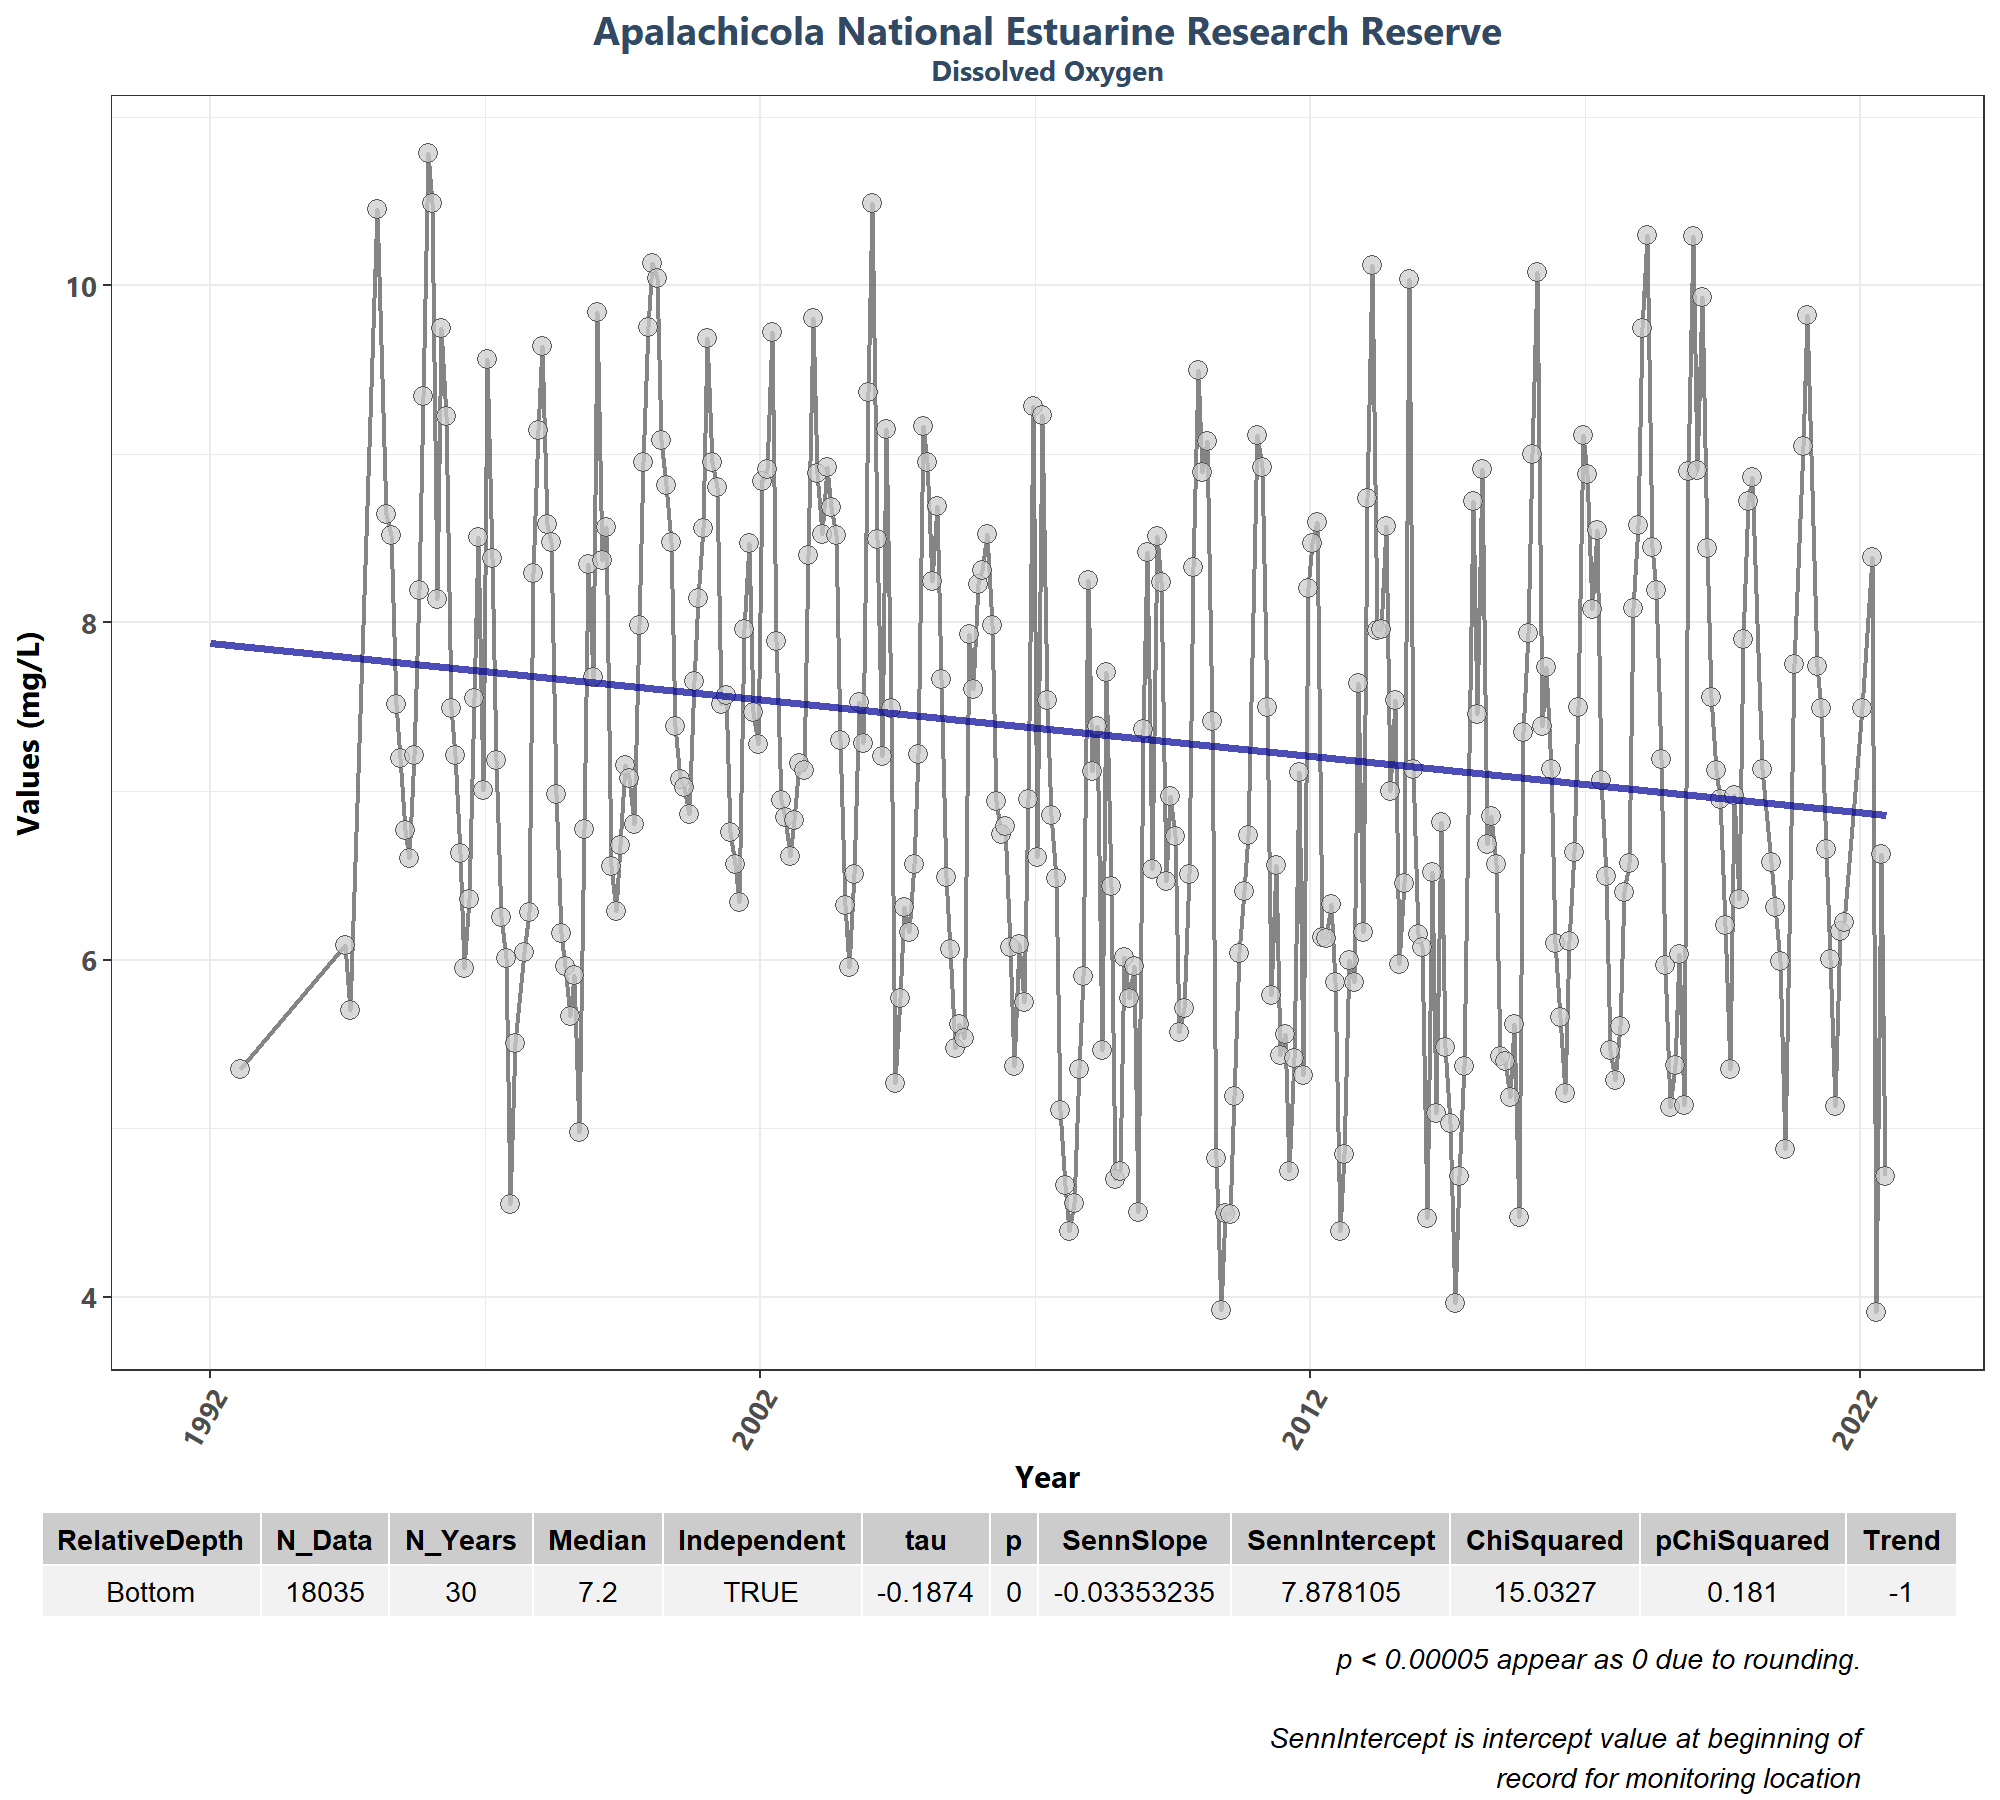 Apalachicola National Estuarine Research Reserve
Dissolved Oxygen
Values (mg/L)
10
8
6
4
1992
2002
2012
2022
Year
RelativeDepth N_Data N_Years Median Independent tau p SennSlope SennIntercept ChiSquared pChiSquared Trend
Bottom 18035 30 7.2 TRUE -0.1874 0 -0.03353235 7.878105 15.0327 0.181 -1
p < 0.00005 appear as 0 due to rounding.
SennIntercept is intercept value at beginning of
record for monitoring location